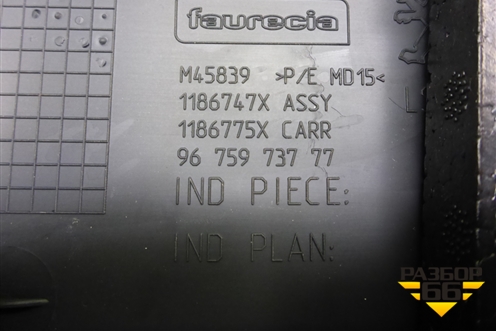 faurecia
M45839 >P/E MD15<
1186747X ASSY
1186775X CARR
96 759 737 77
IND PIECE:
IND PLAN:
РАЗБОР
66